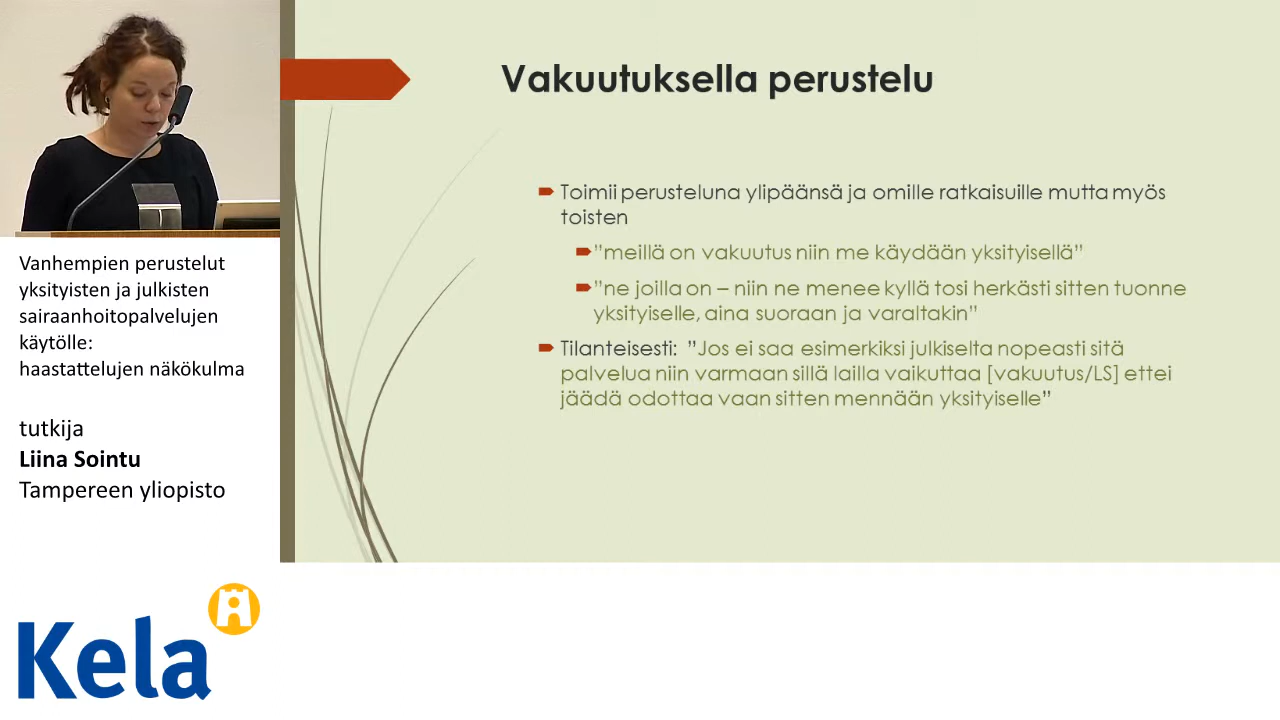 Vakuutuksella perustelu
Toimii perusteluna ylipäänsä ja omille ratkaisuille mutta myös
toisten
”meillä on vakuutus niin me käydään yksityisellä”
”ne joilla on – niin ne menee kyllä tosi herkästi sitten tuonne
yksityiselle, aina suoraan ja varaltakin”
Tilanteisesti: ”Jos ei saa esimerkiksi julkiselta nopeasti sitä
palvelua niin varmaan sillä lailla vaikuttaa [vakuutus/LS] ettei
jäädä odottaa vaan sitten mennään yksityiselle”
Vanhempien perustelut
yksityisten ja julkisten
sairaanhoitopalvelujen
käytölle:
haastattelujen näkökulma
tutkija
Liina Sointu
Tampereen yliopisto
Kela